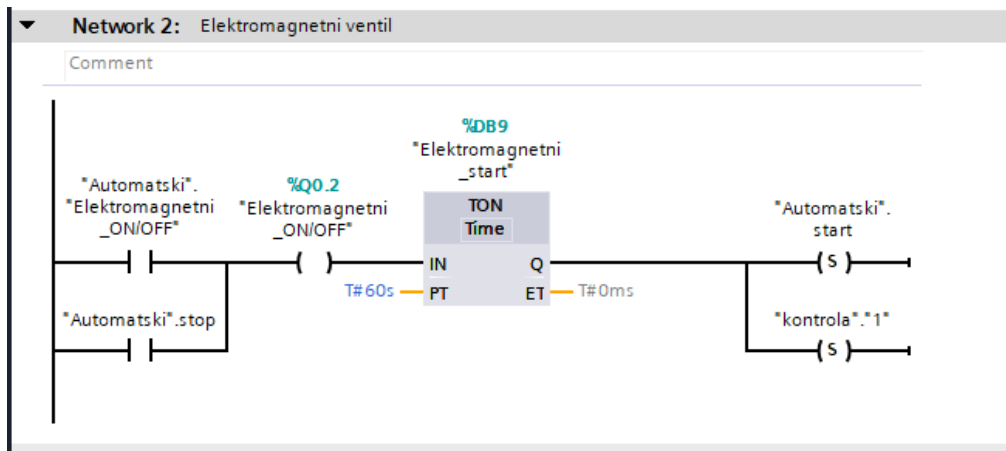 Network 2: Elektromagnetni ventil
Comment
%DB9
"Elektromagnetni
_start"
"Automatski".
"Elektromagnetni
_ON/OFF"
%Q0.2
"Elektromagnetni
_ON/OFF"
TON
Time
"Automatski".
start
IN
Q
S
T#60s
PT
ET
T#0ms
"Automatski".stop
"kontrola"."1"
S